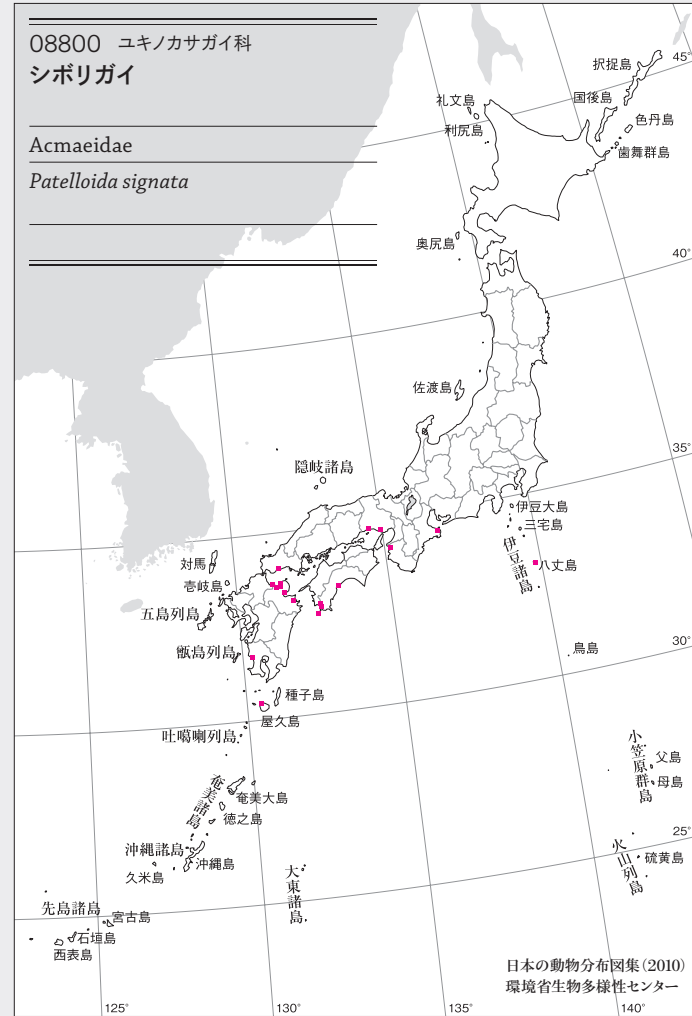 08800 ユキノカサガイ科
シボリガイ
Acmaeidae
Patelloida signata
択捉島
45°
礼文島
国後島
利尻島
色丹島
歯舞群島
奥尻島
40°
佐渡島
35°
隠岐諸島
伊豆大島
三宅島
伊豆諸島
八丈島
対馬
壱岐島
五島列島
甑島列島
鳥島
30°
種子島
屋久島
吐噶喇列島
小笠原群島
父島
母島
奄美諸島
奄美大島
徳之島
25°
火山列島
硫黄島
沖縄諸島
沖縄島
久米島
大東諸島
先島諸島
宮古島
石垣島
西表島
日本の動物分布図集(2010)
環境省生物多様性センター
125°
130°
135°
140°